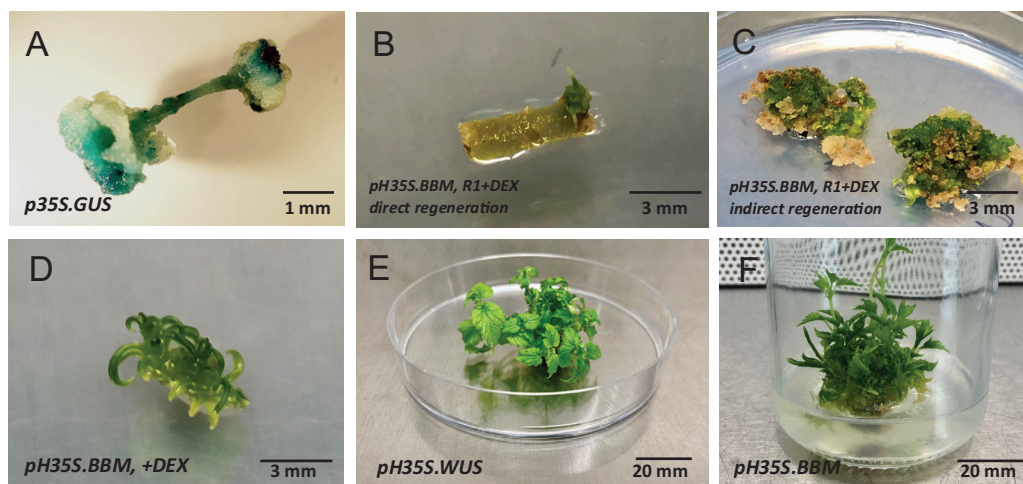 A
p35S.GUS
1 mm
B
pH35S.BBM, R1+DEX
direct regeneration
3 mm
C
pH35S.BBM, R1+DEX
indirect regeneration
3 mm
D
pH35S.BBM, +DEX
3 mm
E
pH35S.WUS
20 mm
F
pH35S.BBM
20 mm